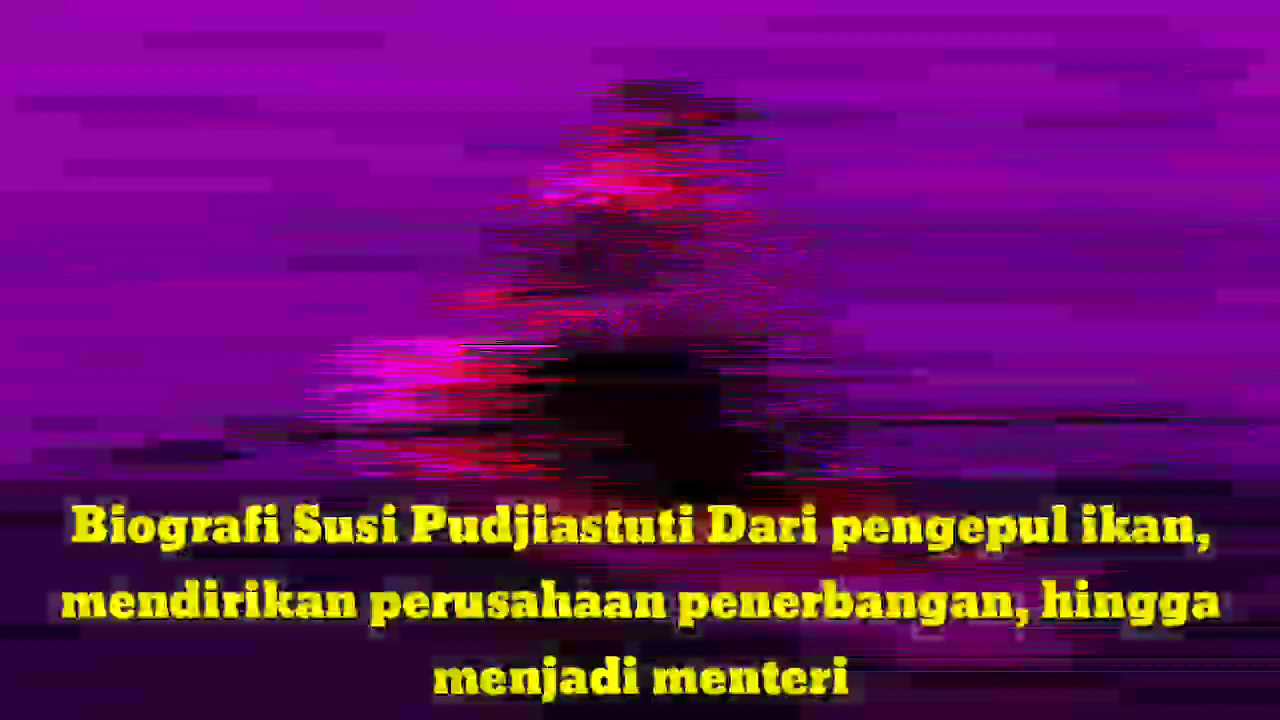 Biografi Susi Pudjiastuti Dari pengepul ikan,
mendirikan perusahaan penerbangan, hingga
menjadi menteri